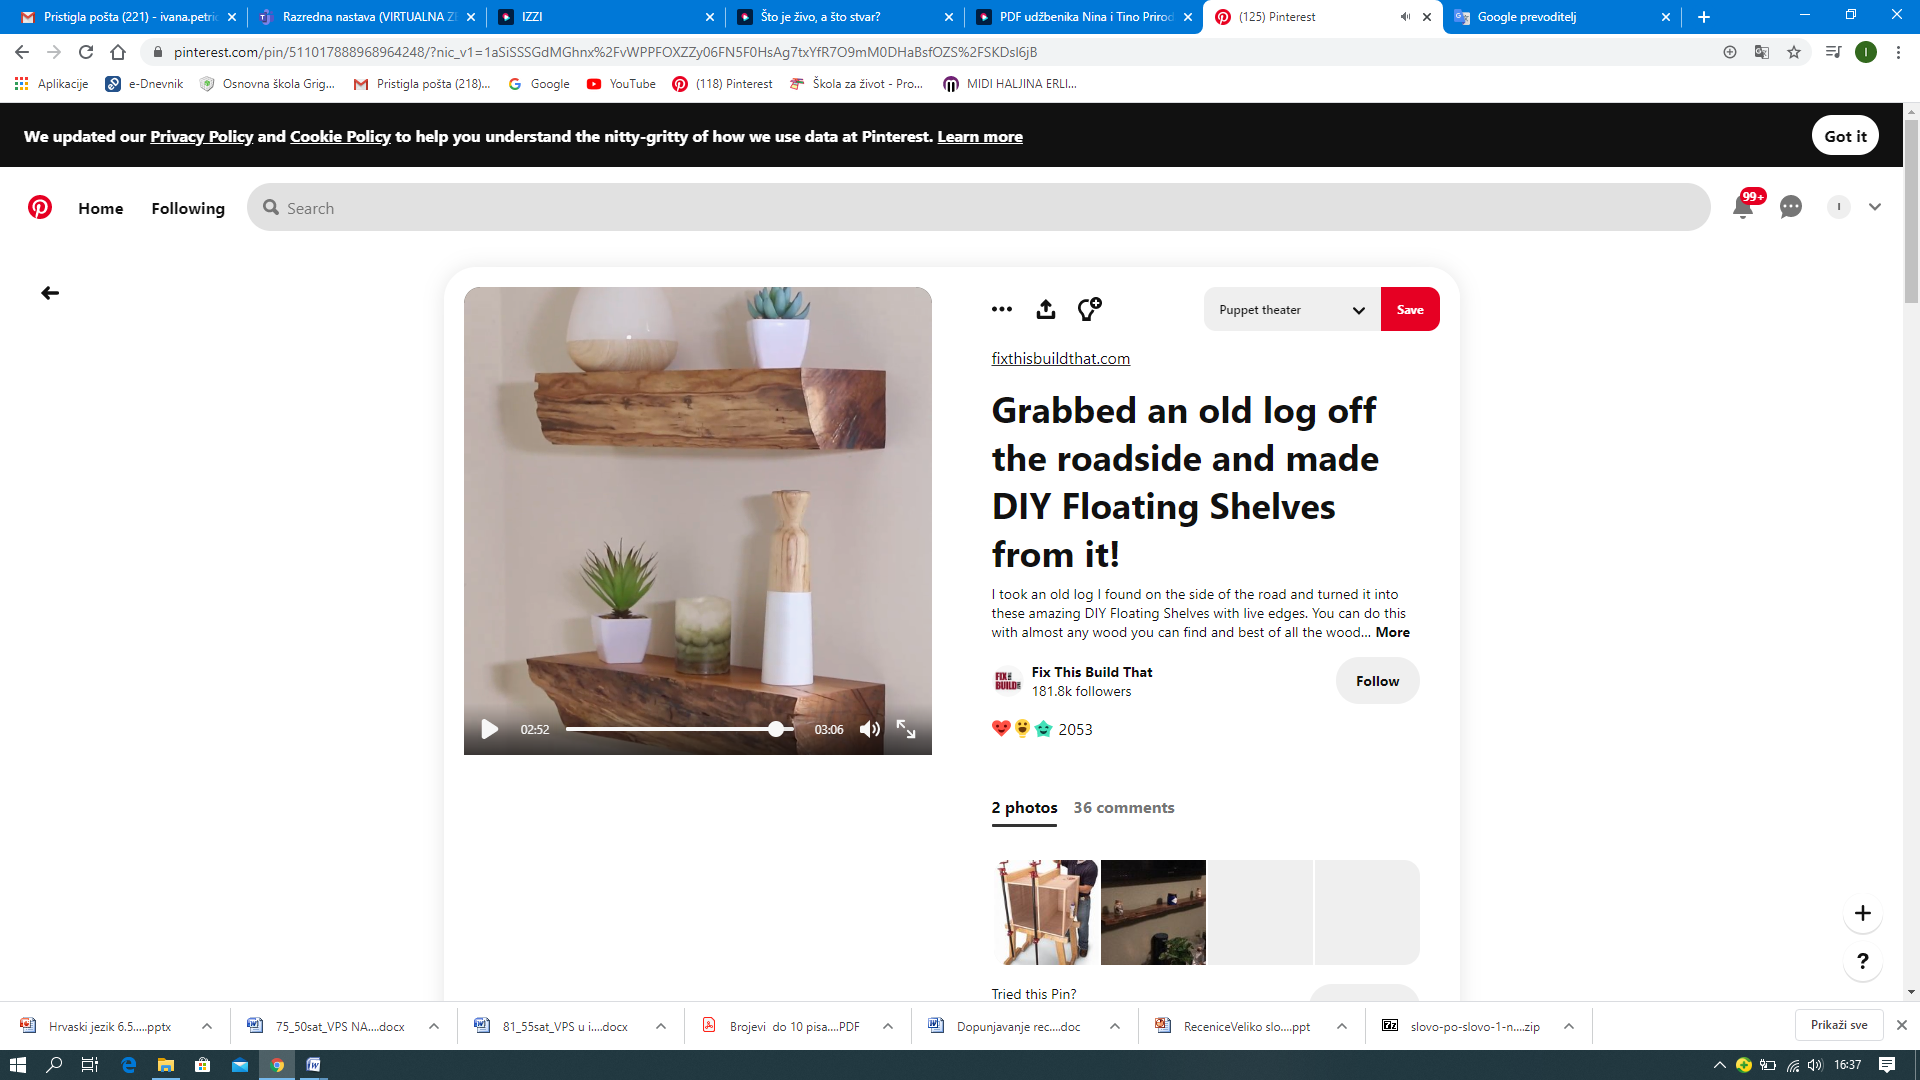 Pristigla pošta (221) - ivana.petric
Razredna nastava (VIRTUALNA ZB
IZZI
Što je živo, a što stvar?
PDF udžbenika Nina i Tino Prirod
(125) Pinterest
Google prevoditelj
pinterest.com/pin/511017888968964248/?nic_v1=1aSiSSSGdMGhnx%2FvWPPFOXZZy06FN5F0HsAg7txYfR7O9mM0DHaBsfOZS%2FSKDsI6jB
I
Aplikacije
e-Dnevnik
Osnovna škola Grig...
Pristigla pošta (218)...
Google
YouTube
(118) Pinterest
Škola za život - Pro...
MIDI HALJINA ERLI...
We updated our Privacy Policy and Cookie Policy to help you understand the nitty-gritty of how we use data at Pinterest. Learn more
Got it
Home
Following
Search
99+
I
Puppet theater
Save
fixthisbuildthat.com
Grabbed an old log off
the roadside and made
DIY Floating Shelves
from it!
I took an old log I found on the side of the road and turned it into
these amazing DIY Floating Shelves with live edges. You can do this
with almost any wood you can find and best of all the wood... More
Fix This Build That
181.8k followers
Follow
02:52
03:06
2053
2 photos
36 comments
Tried this Pin?
?
Hrvaski jezik 6.5.....pptx
75_50sat_VPS NA....docx
81_55sat_VPS u i....docx
Brojevi do 10 pisa....PDF
Dopunjavanje rec....doc
ReceniceVeliko slo....ppt
slovo-po-slovo-1-n....zip
Prikaži sve
16:37